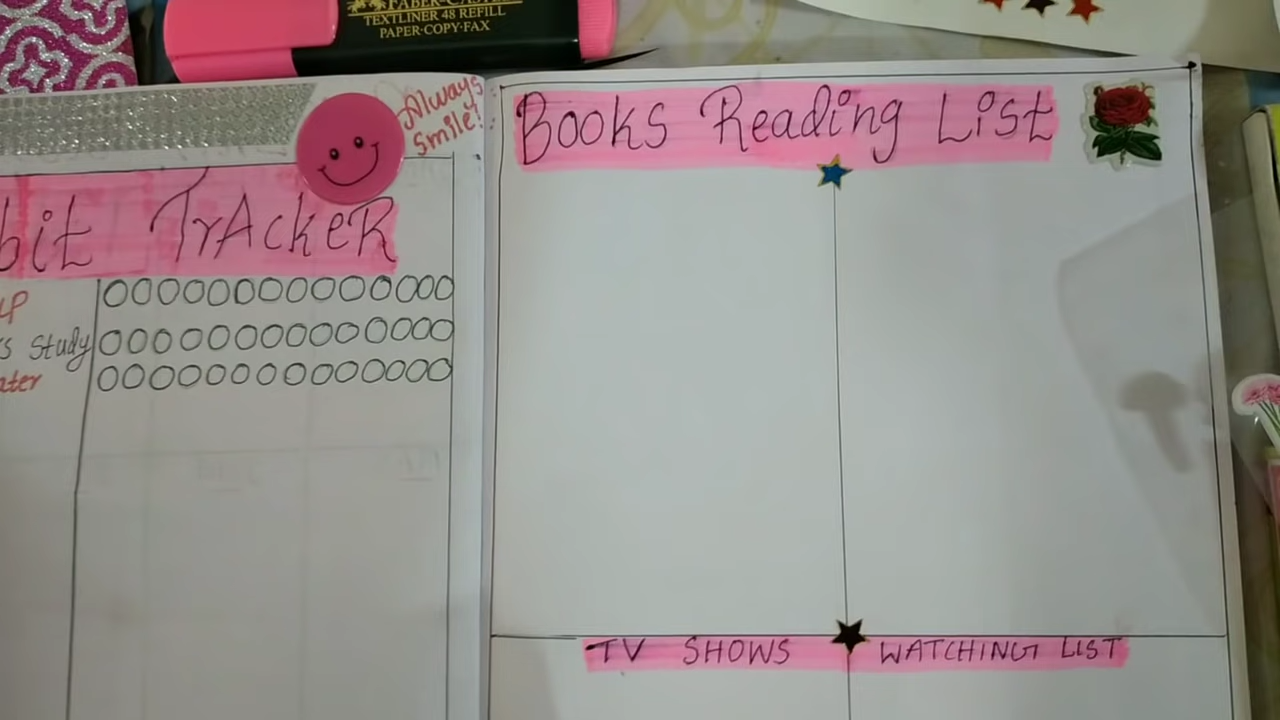 FABER-CASTELL
TEXTLINER 48 REFILL
PAPER·COPY·FAX
Always
Smile!
bit TrAckeR
LP
s Study
ater
Books Reading List
TV SHOWS WATCHING LIST